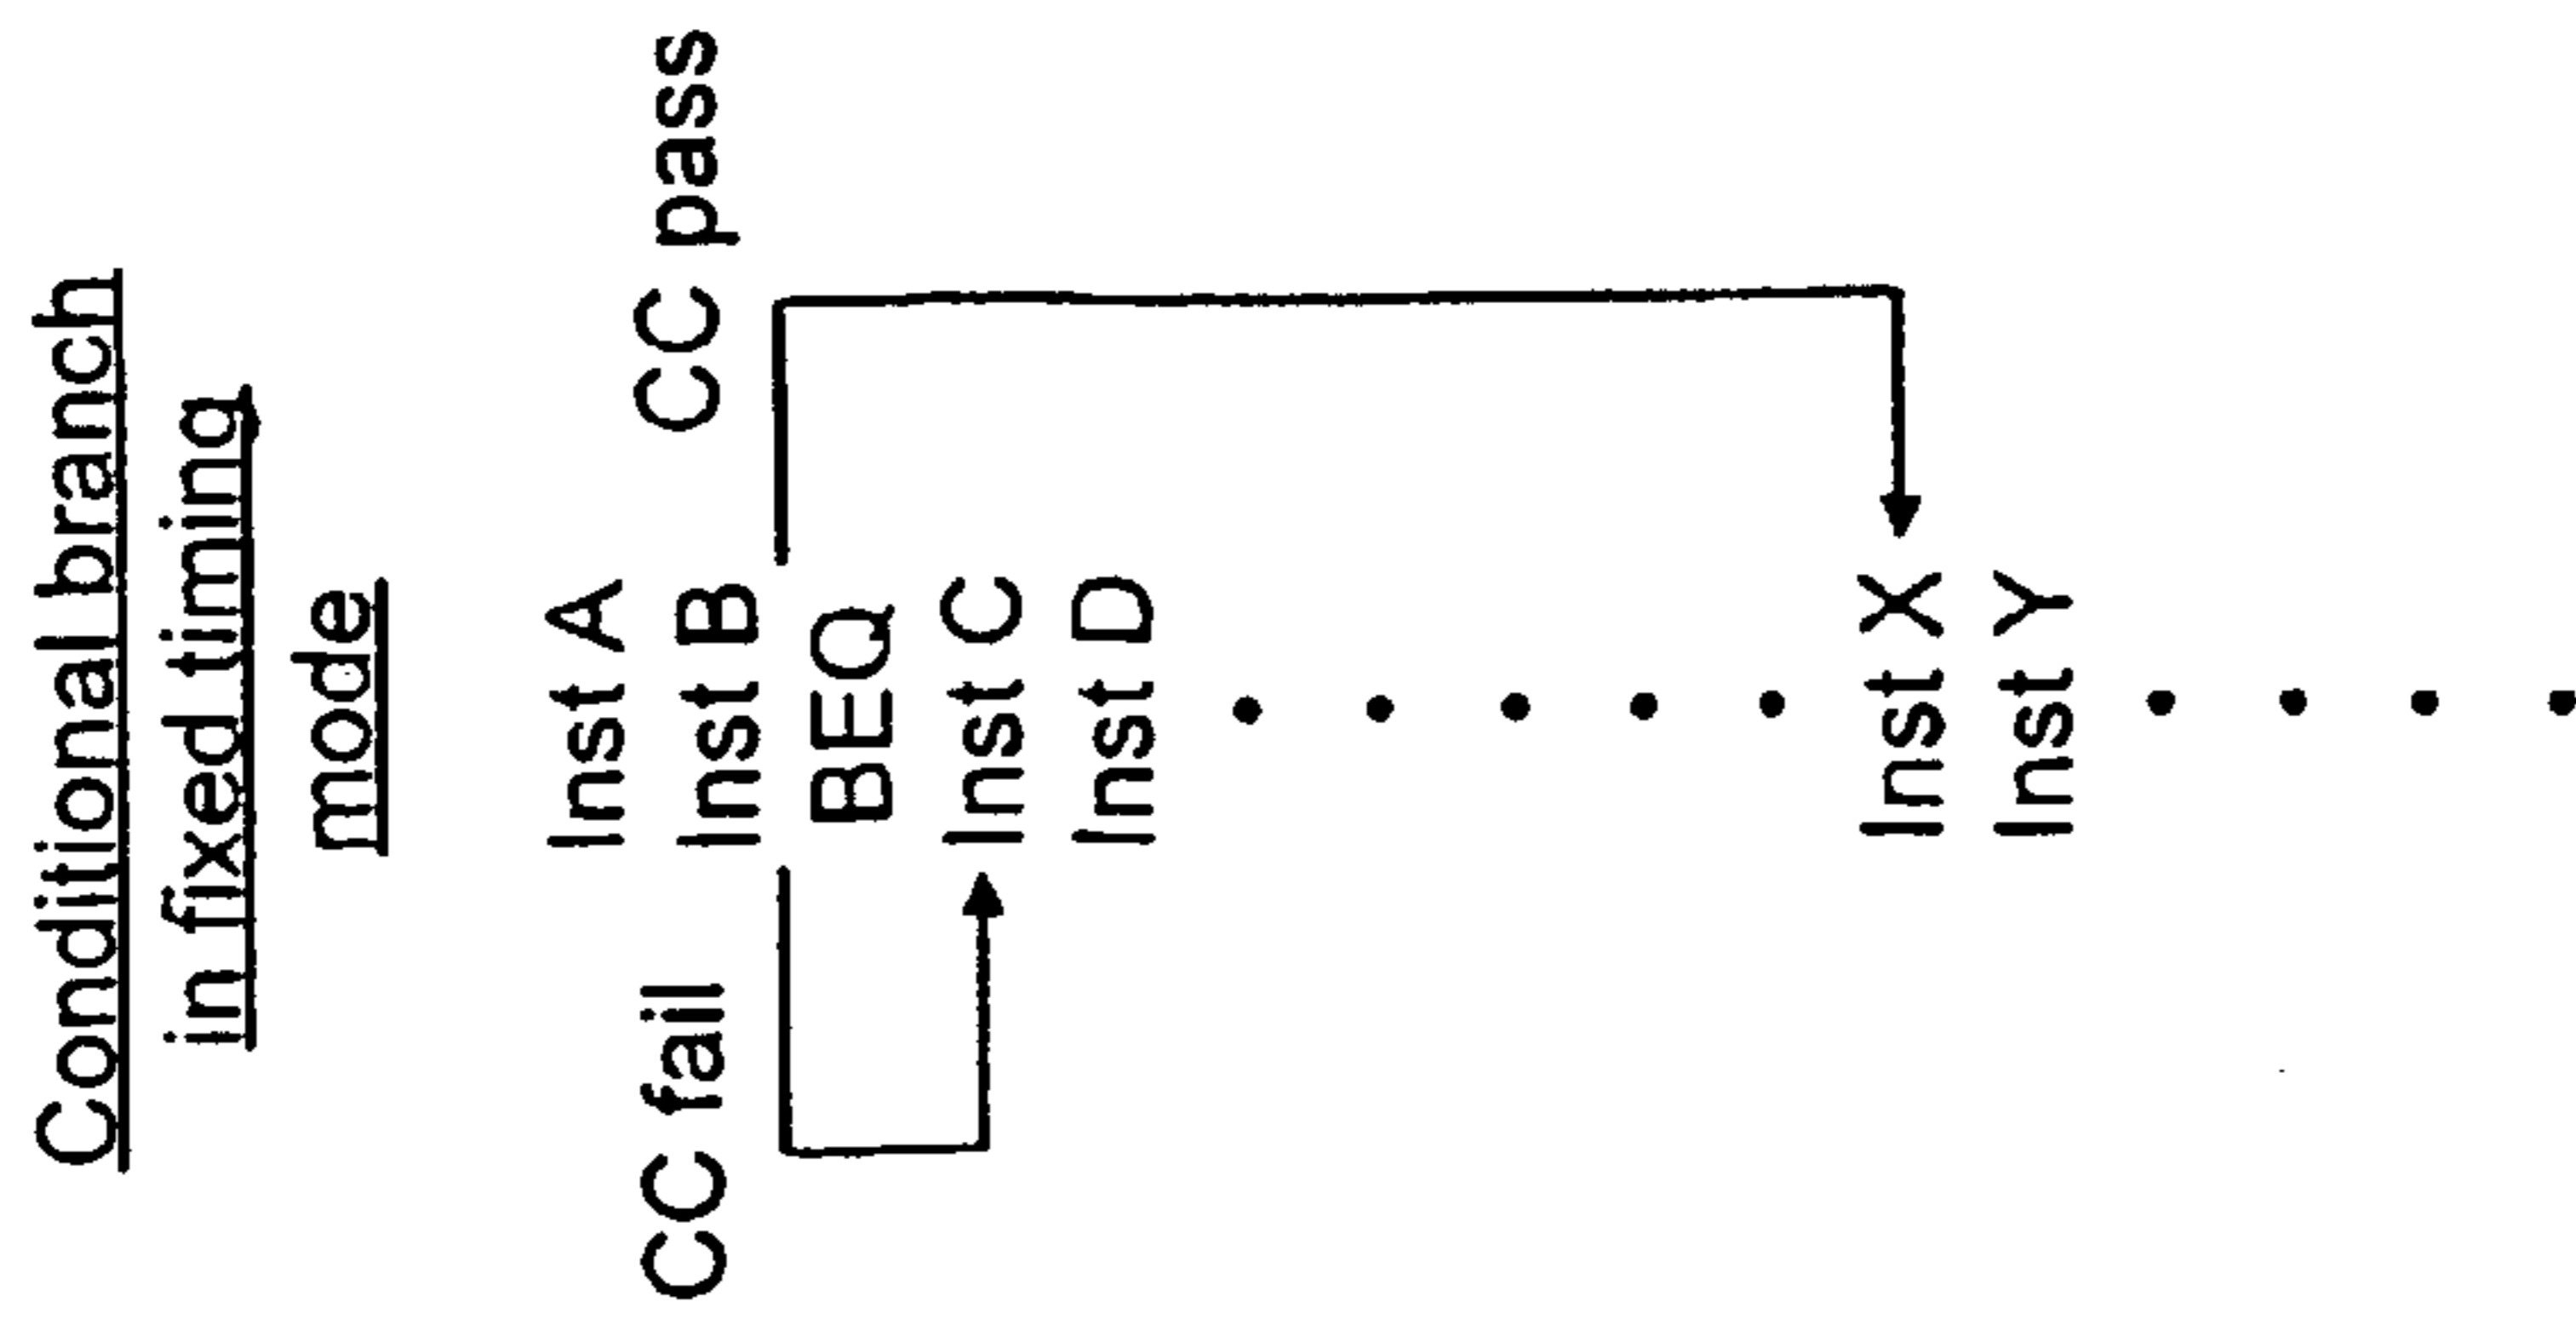 Conditional branch
in fixed timing
mode
Inst A
CC fail
CC pass
Inst B
BEQ
Inst C
Inst D
Inst X
Inst Y